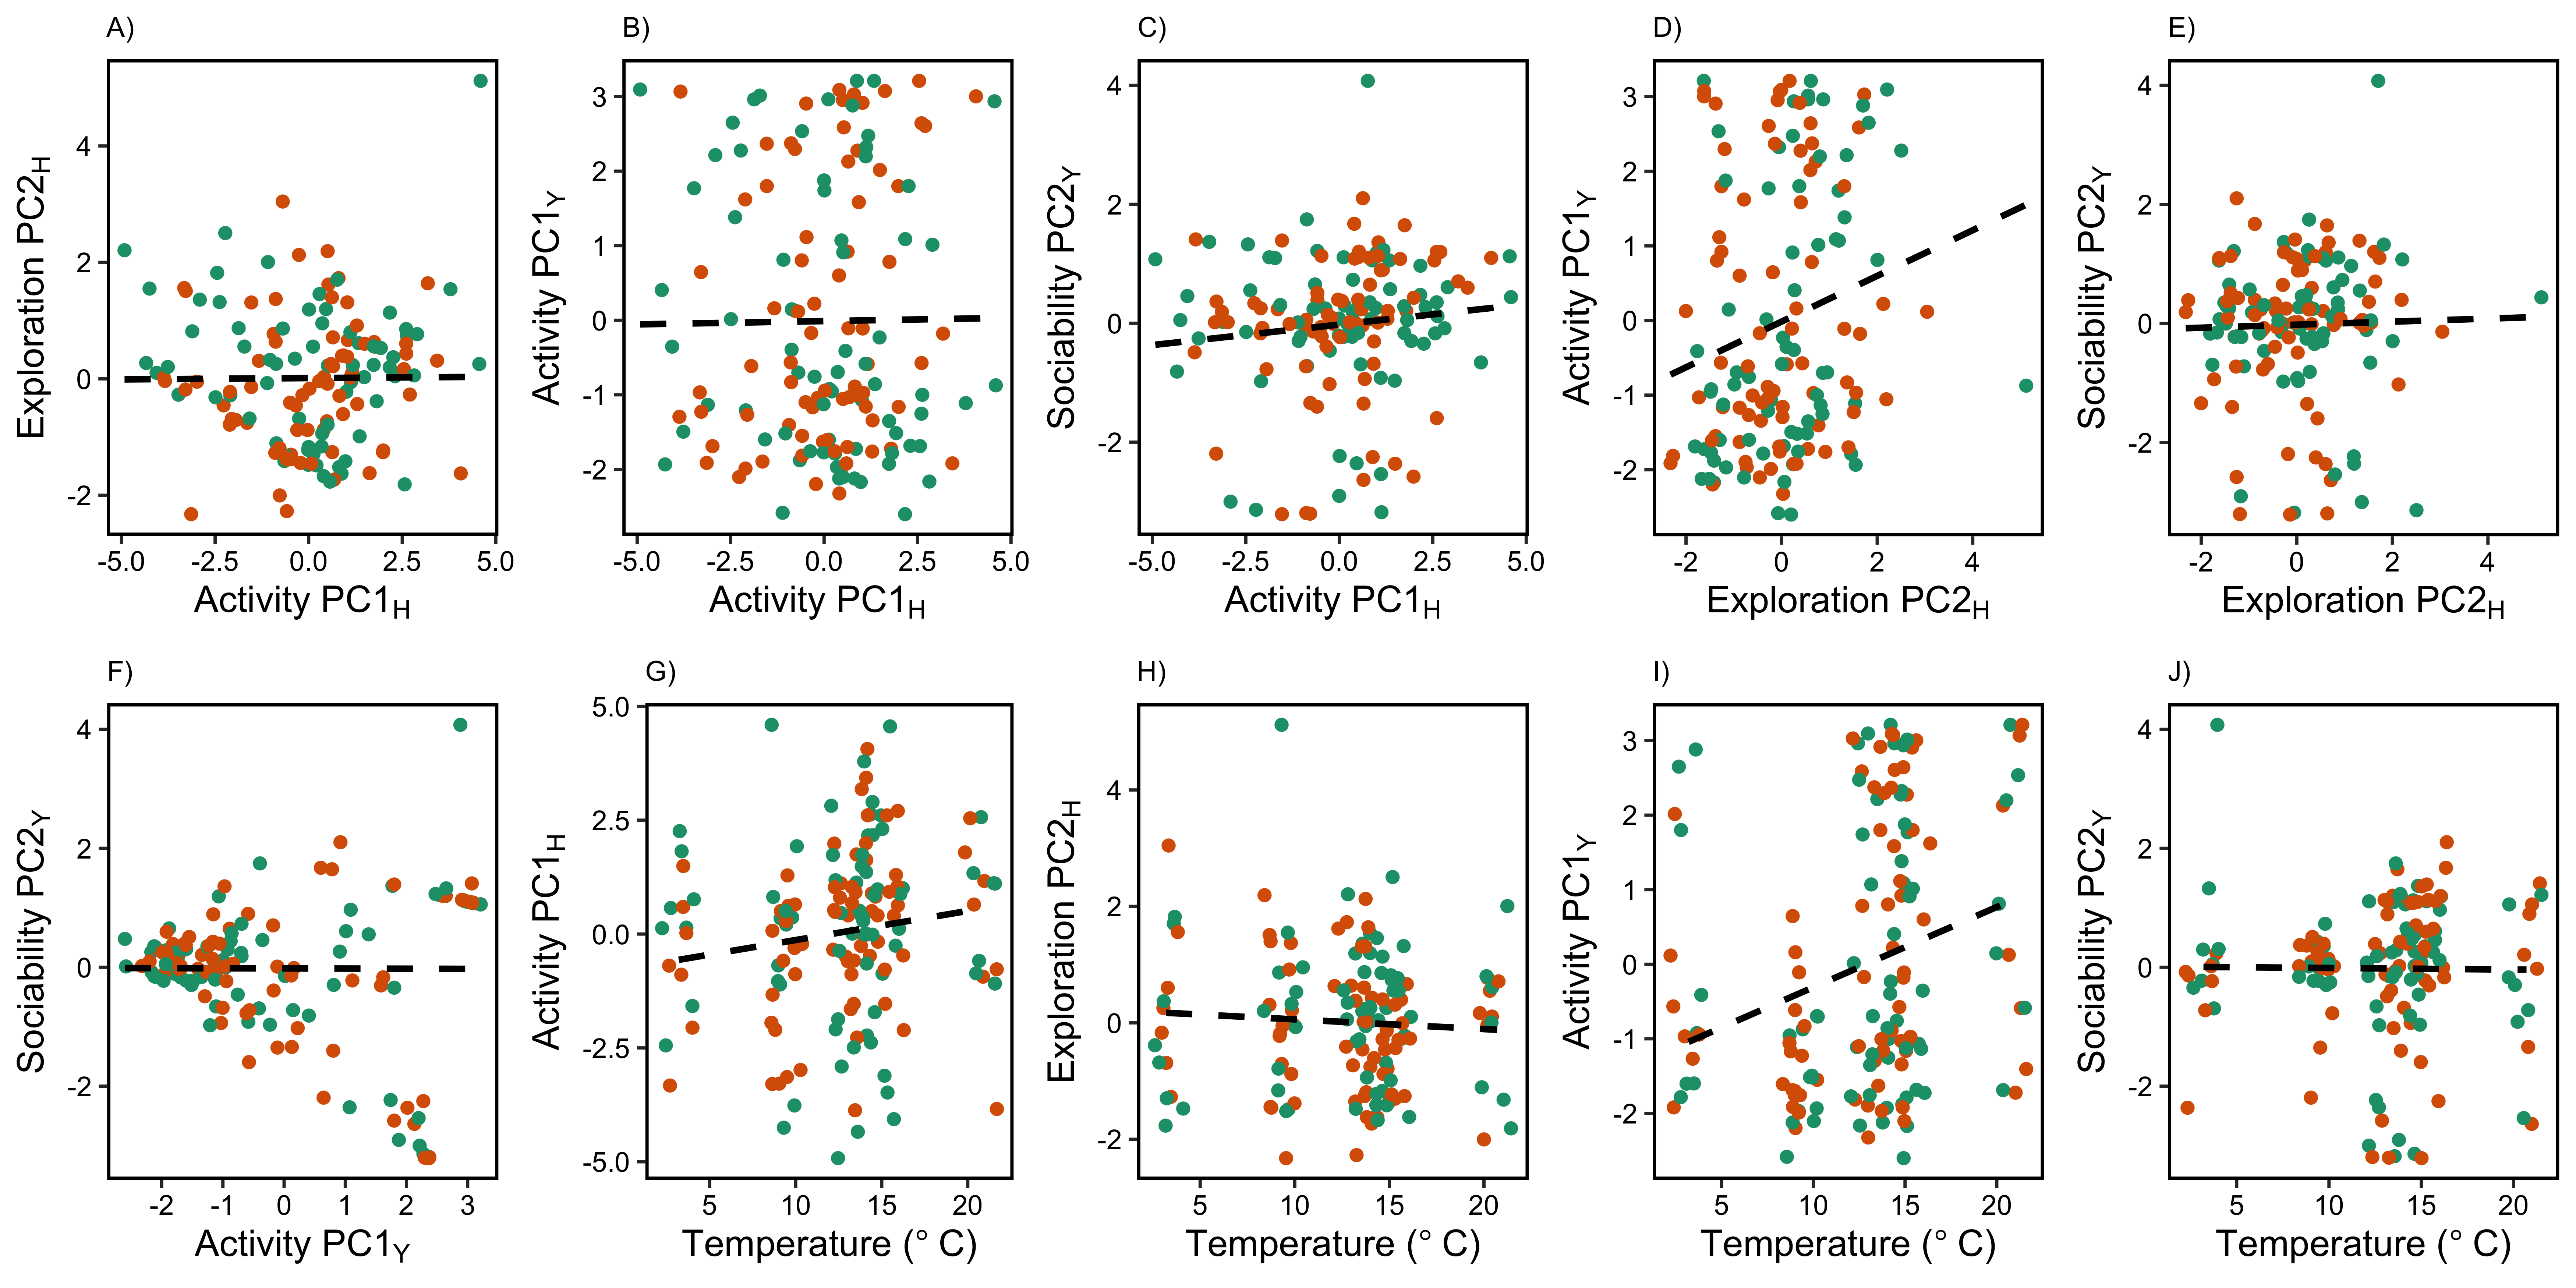 A)
Exploration PC2H
4
2
0
-2
-5.0 -2.5 0.0 2.5 5.0
Activity PC1H
B)
Activity PC1Y
3
2
1
0
-1
-2
-5.0 -2.5 0.0 2.5 5.0
Activity PC1H
C)
Sociability PC2Y
4
2
0
-2
-5.0 -2.5 0.0 2.5 5.0
Activity PC1H
D)
Activity PC1Y
3
2
1
0
-1
-2
-2 0 2 4
Exploration PC2H
E)
Sociability PC2Y
4
2
0
-2
-2 0 2 4
Exploration PC2H
F)
Sociability PC2Y
4
2
0
-2
-2 -1 0 1 2 3
Activity PC1Y
G)
Activity PC1H
5.0
2.5
0.0
-2.5
-5.0
5 10 15 20
Temperature (° C)
H)
Exploration PC2H
4
2
0
-2
5 10 15 20
Temperature (° C)
I)
Activity PC1Y
3
2
1
0
-1
-2
5 10 15 20
Temperature (° C)
J)
Sociability PC2Y
4
2
0
-2
5 10 15 20
Temperature (° C)